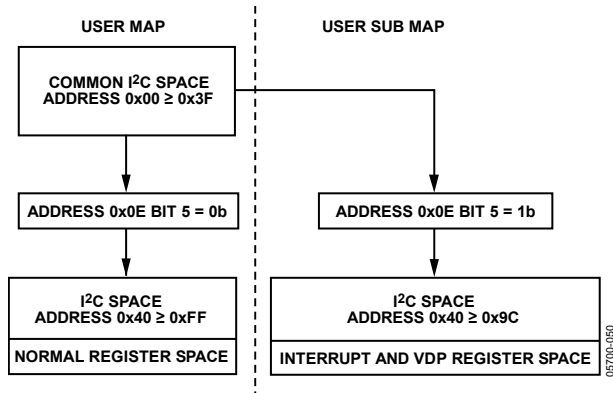 USER MAP
USER SUB MAP
COMMON I²C SPACE
ADDRESS 0x00 ≥ 0x3F
ADDRESS 0x0E BIT 5 = 0b
ADDRESS 0x0E BIT 5 = 1b
I²C SPACE
ADDRESS 0x40 ≥ 0xFF
NORMAL REGISTER SPACE
I²C SPACE
ADDRESS 0x40 ≥ 0x9C
INTERRUPT AND VDP REGISTER SPACE
05700-050